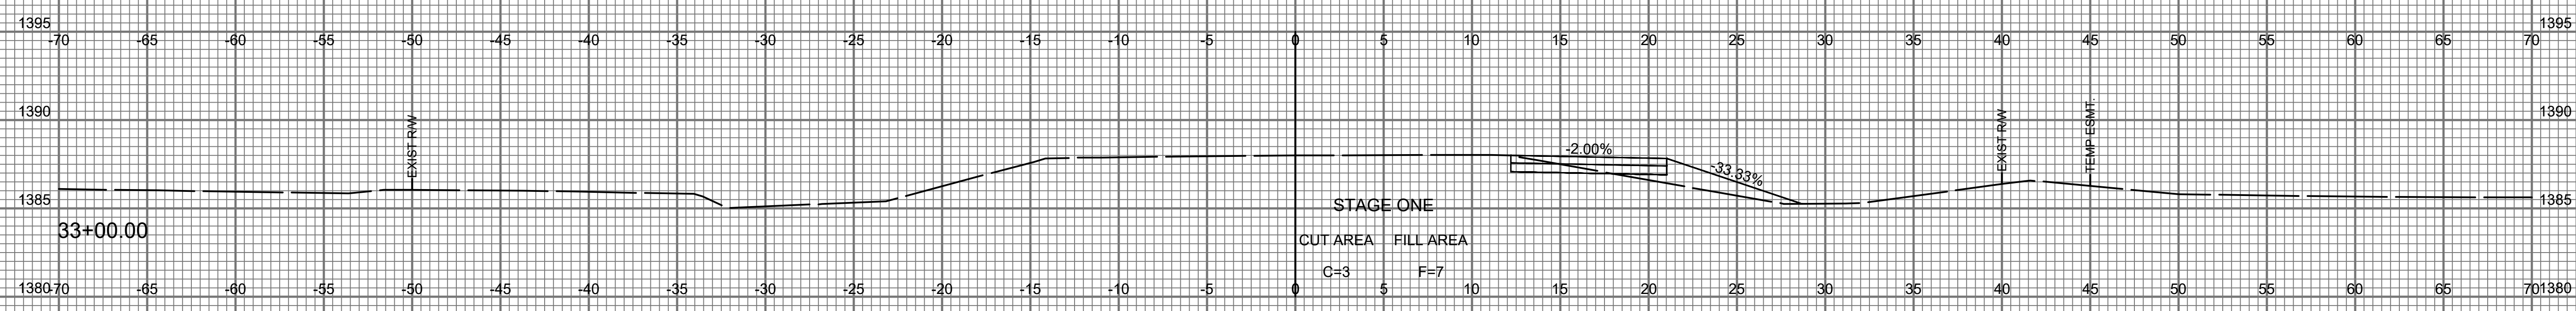 1395 1395
-70 -65 -60 -55 -50 -45 -40 -35 -30 -25 -20 -15 -10 -5 0 5 10 15 20 25 30 35 40 45 50 55 60 65 70
1390 1390
EXIST R/W
-2.00%
-33.33%
EXIST R/W
TEMP ESMT.
1385 1385
STAGE ONE
33+00.00
CUT AREA FILL AREA
C=3 F=7
1380 1380
-70 -65 -60 -55 -50 -45 -40 -35 -30 -25 -20 -15 -10 -5 0 5 10 15 20 25 30 35 40 45 50 55 60 65 70